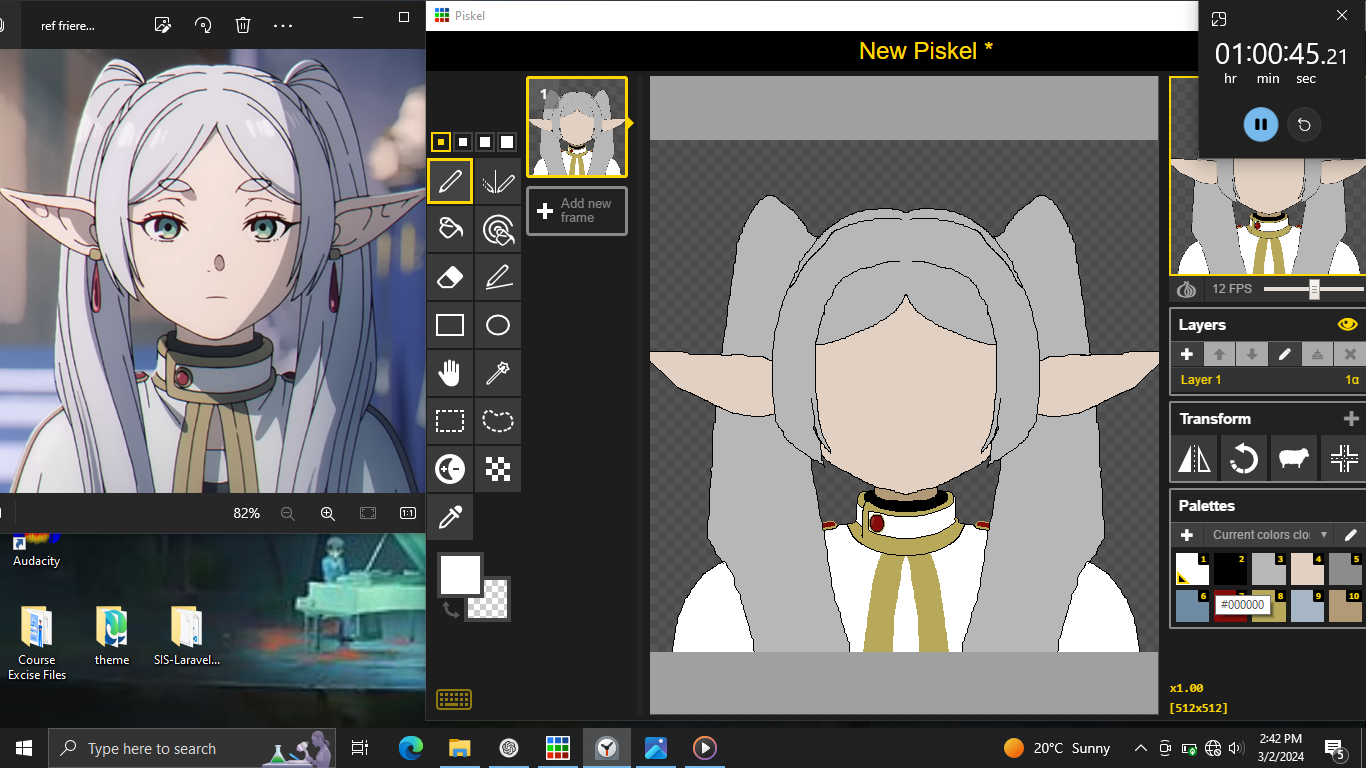 ref friere...
Piskel
New Piskel *
01:00:45.21
hr min sec
1
Add new
frame
12 FPS
Layers
Layer 1
1α
Transform
Palettes
Current colors clo
1 2 3 4 5
6 8 9 10
#000000
82%
1:1
Audacity
Course
Excise Files
theme
SIS-Laravel...
x1.00
[512x512]
Type here to search
20°C Sunny
2:42 PM
3/2/2024
5